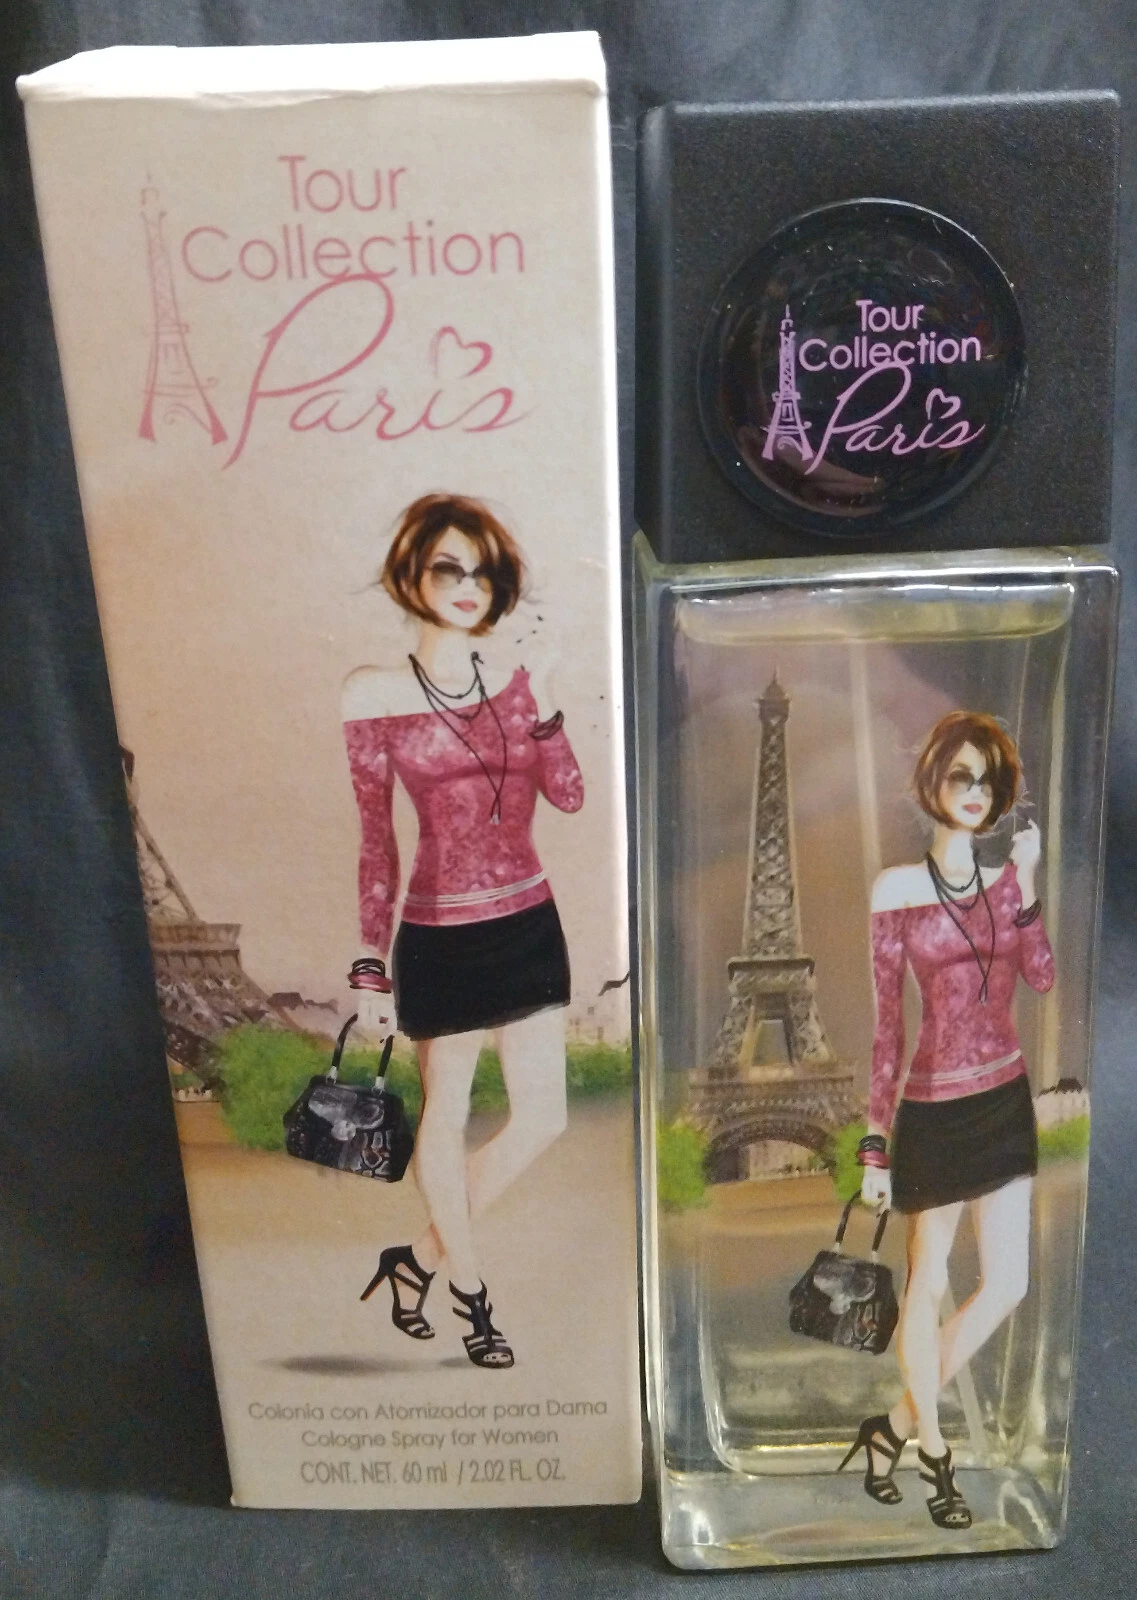 Tour
Collection
Paris
Colonia con Atomizador para Dama
Cologne Spray for Women
CONT. NET. 60 ml / 2.02 FL. OZ.
Tour
Collection
Paris